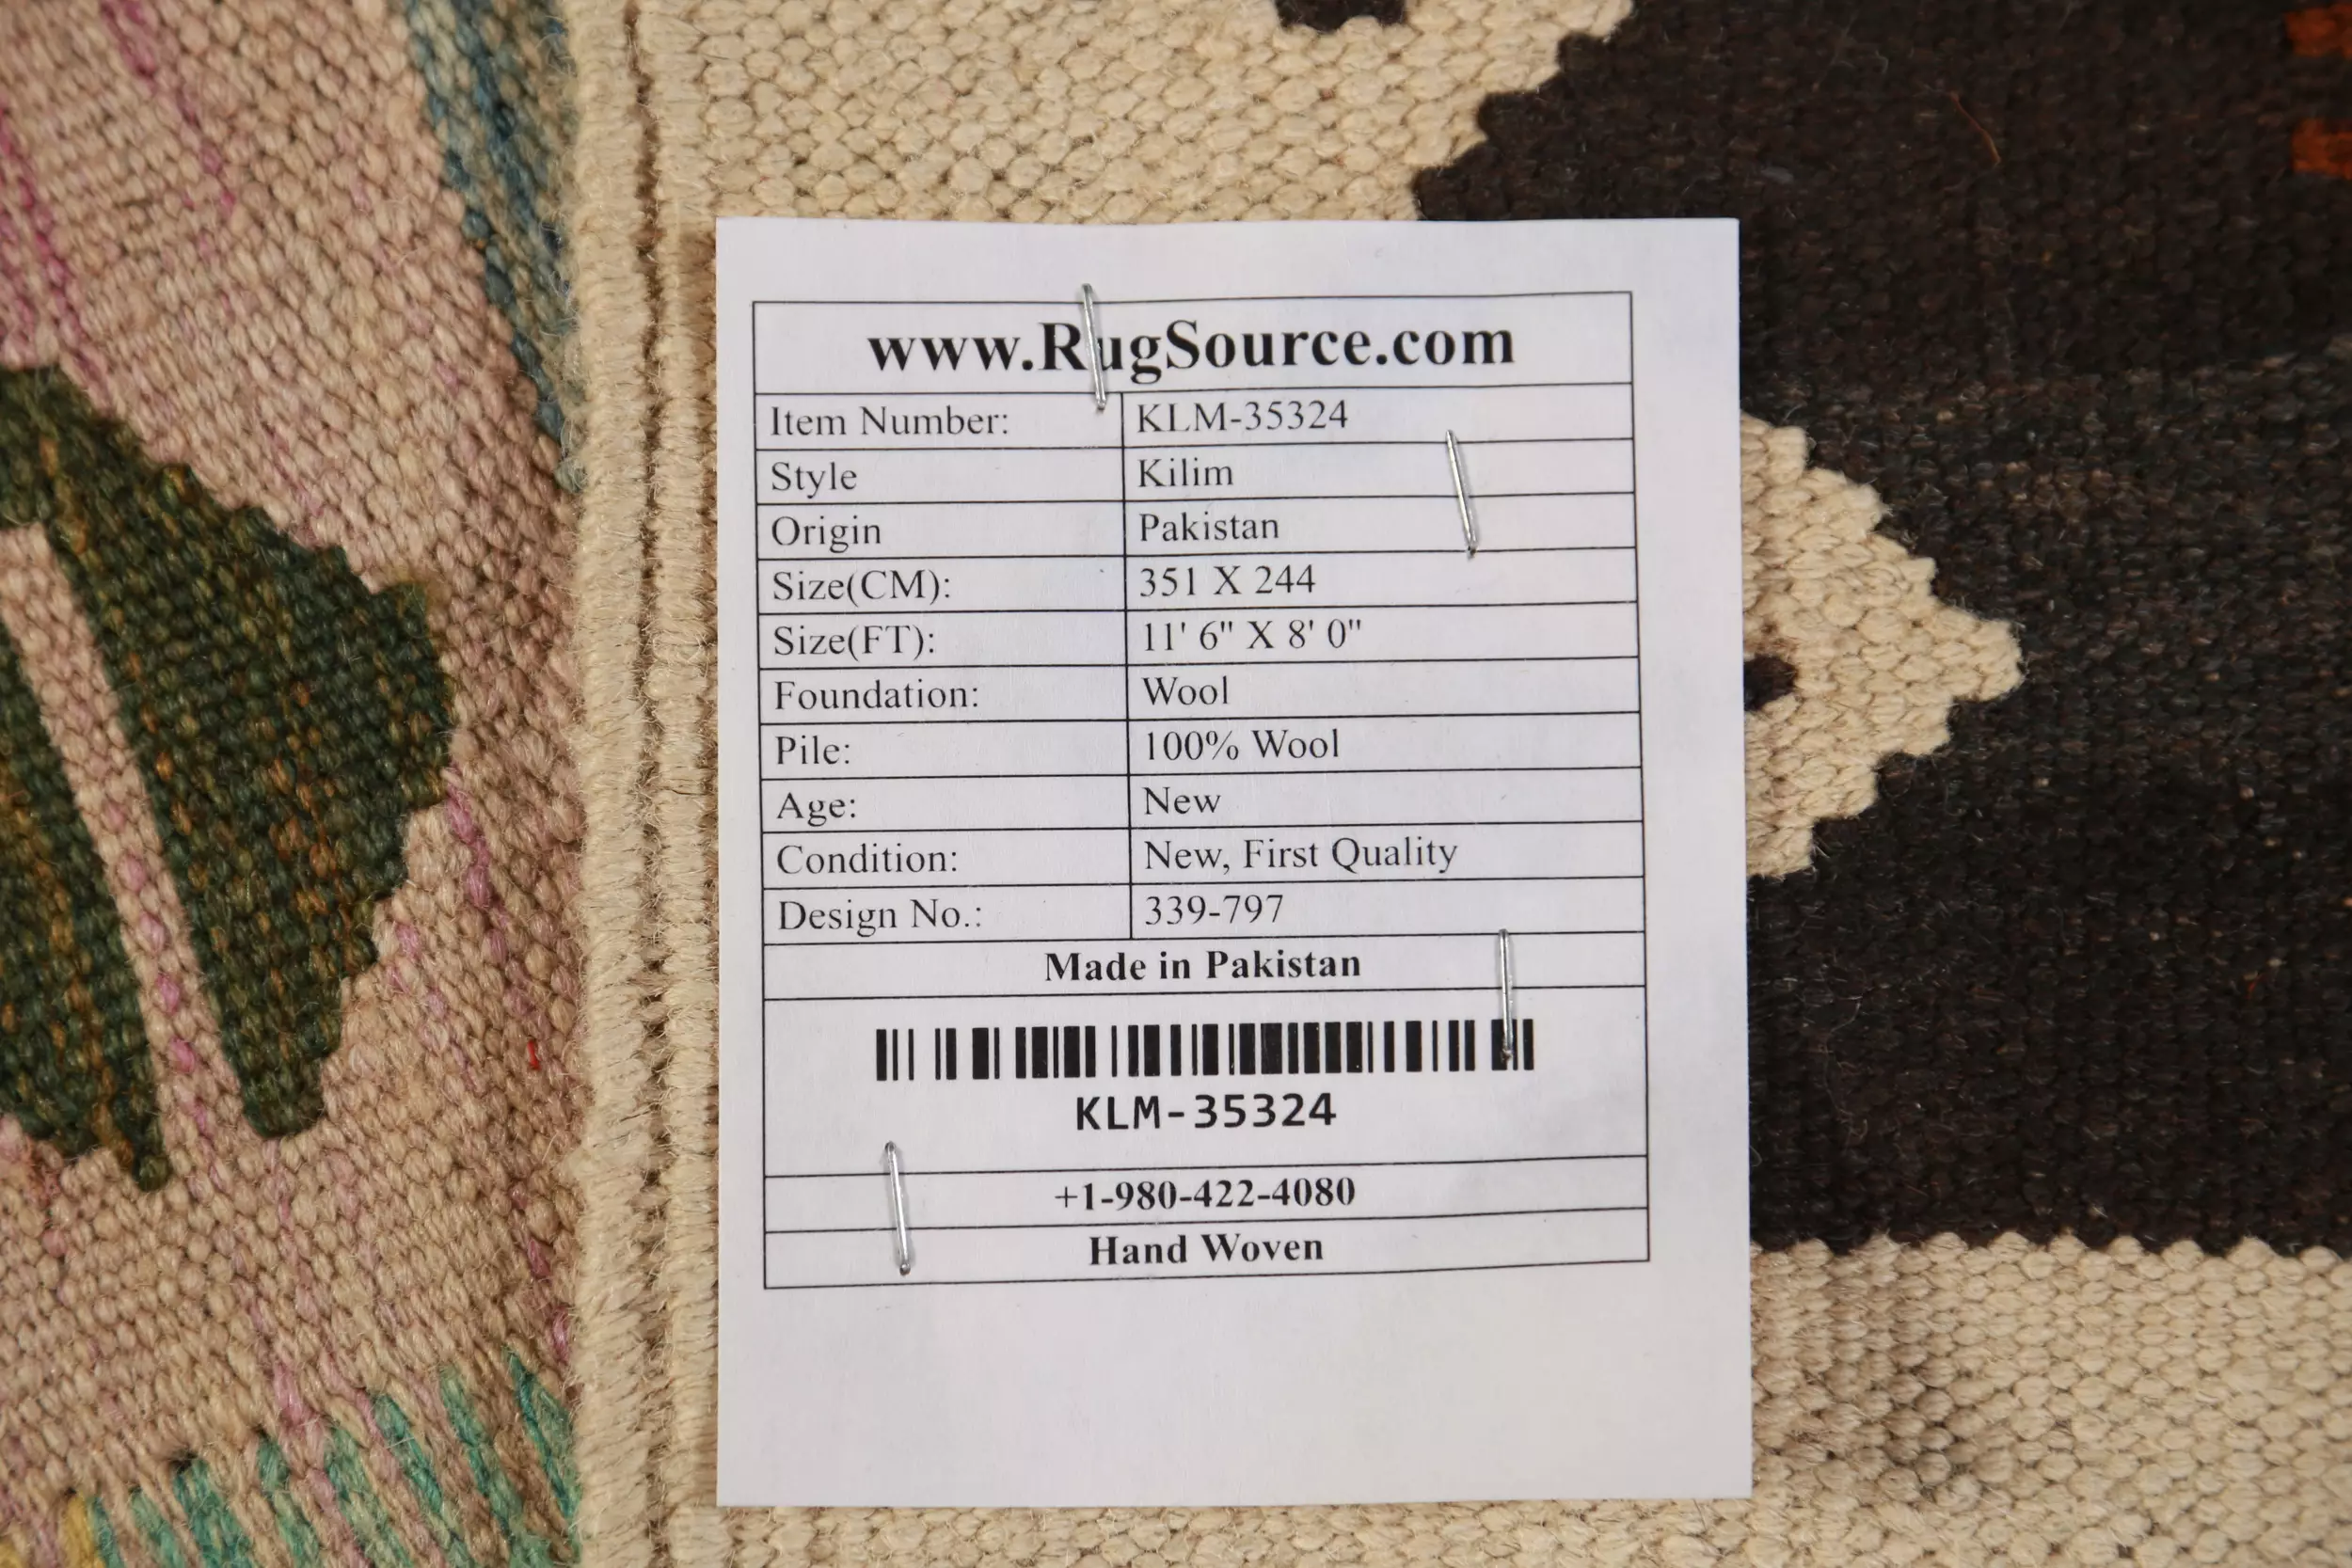 www.RugSource.com
Item Number: KLM-35324
Style Kilim
Origin Pakistan
Size(CM): 351 X 244
Size(FT): 11' 6" X 8' 0"
Foundation: Wool
Pile: 100% Wool
Age: New
Condition: New, First Quality
Design No.: 339-797
Made in Pakistan
KLM-35324
+1-980-422-4080
Hand Woven